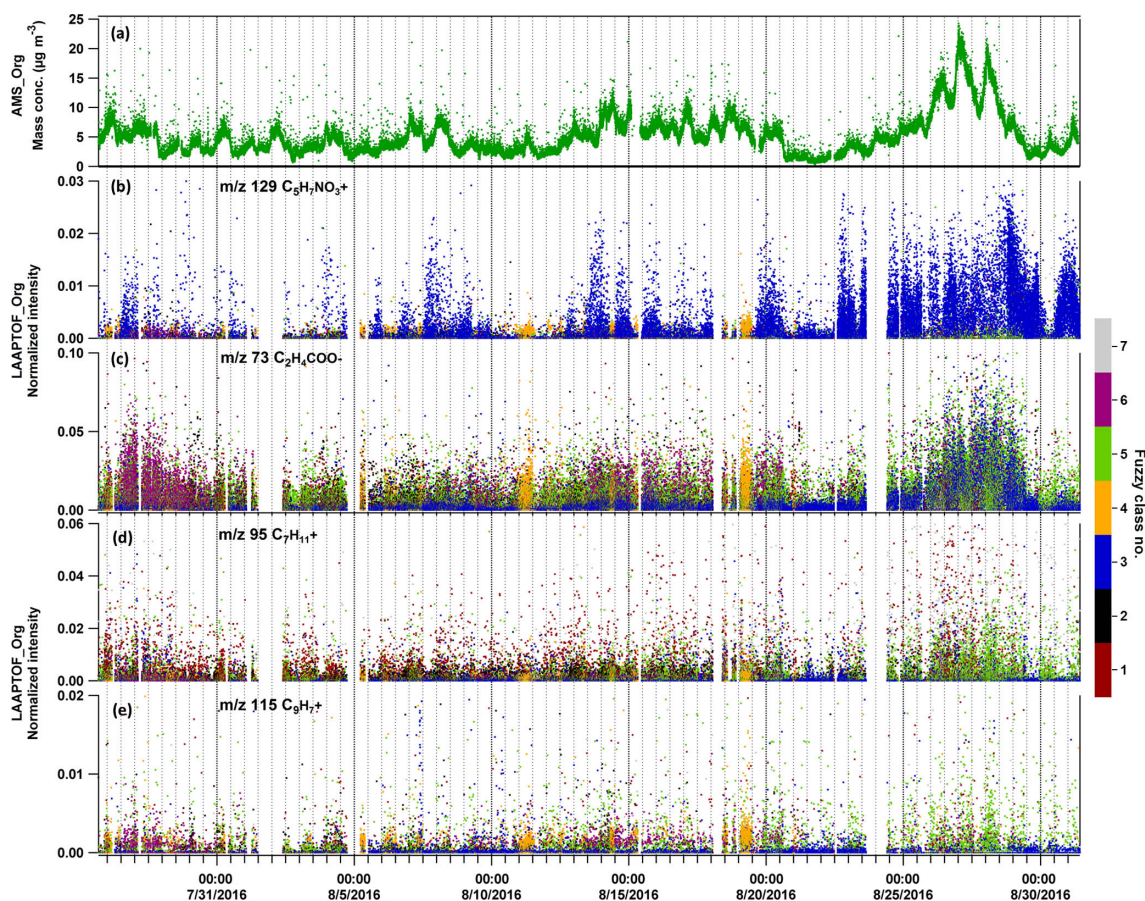 (a)
AMS_Org
Mass conc. (µg m⁻³)
25
20
15
10
5
0
(b)
m/z 129 C₅H₇NO₃+
0.03
0.02
0.01
0.00
LAAPTOF_Org
Normalized intensity
(c)
m/z 73 C₂H₄COO-
0.10
0.05
0.00
(d)
m/z 95 C₇H₁₁+
0.06
0.04
0.02
0.00
LAAPTOF_Org
Normalized intensity
(e)
m/z 115 C₉H₇+
0.02
0.01
0.00
7
6
5
4
3
2
1
Fuzzy class no.
00:00 00:00 00:00 00:00 00:00 00:00 00:00
7/31/2016 8/5/2016 8/10/2016 8/15/2016 8/20/2016 8/25/2016 8/30/2016